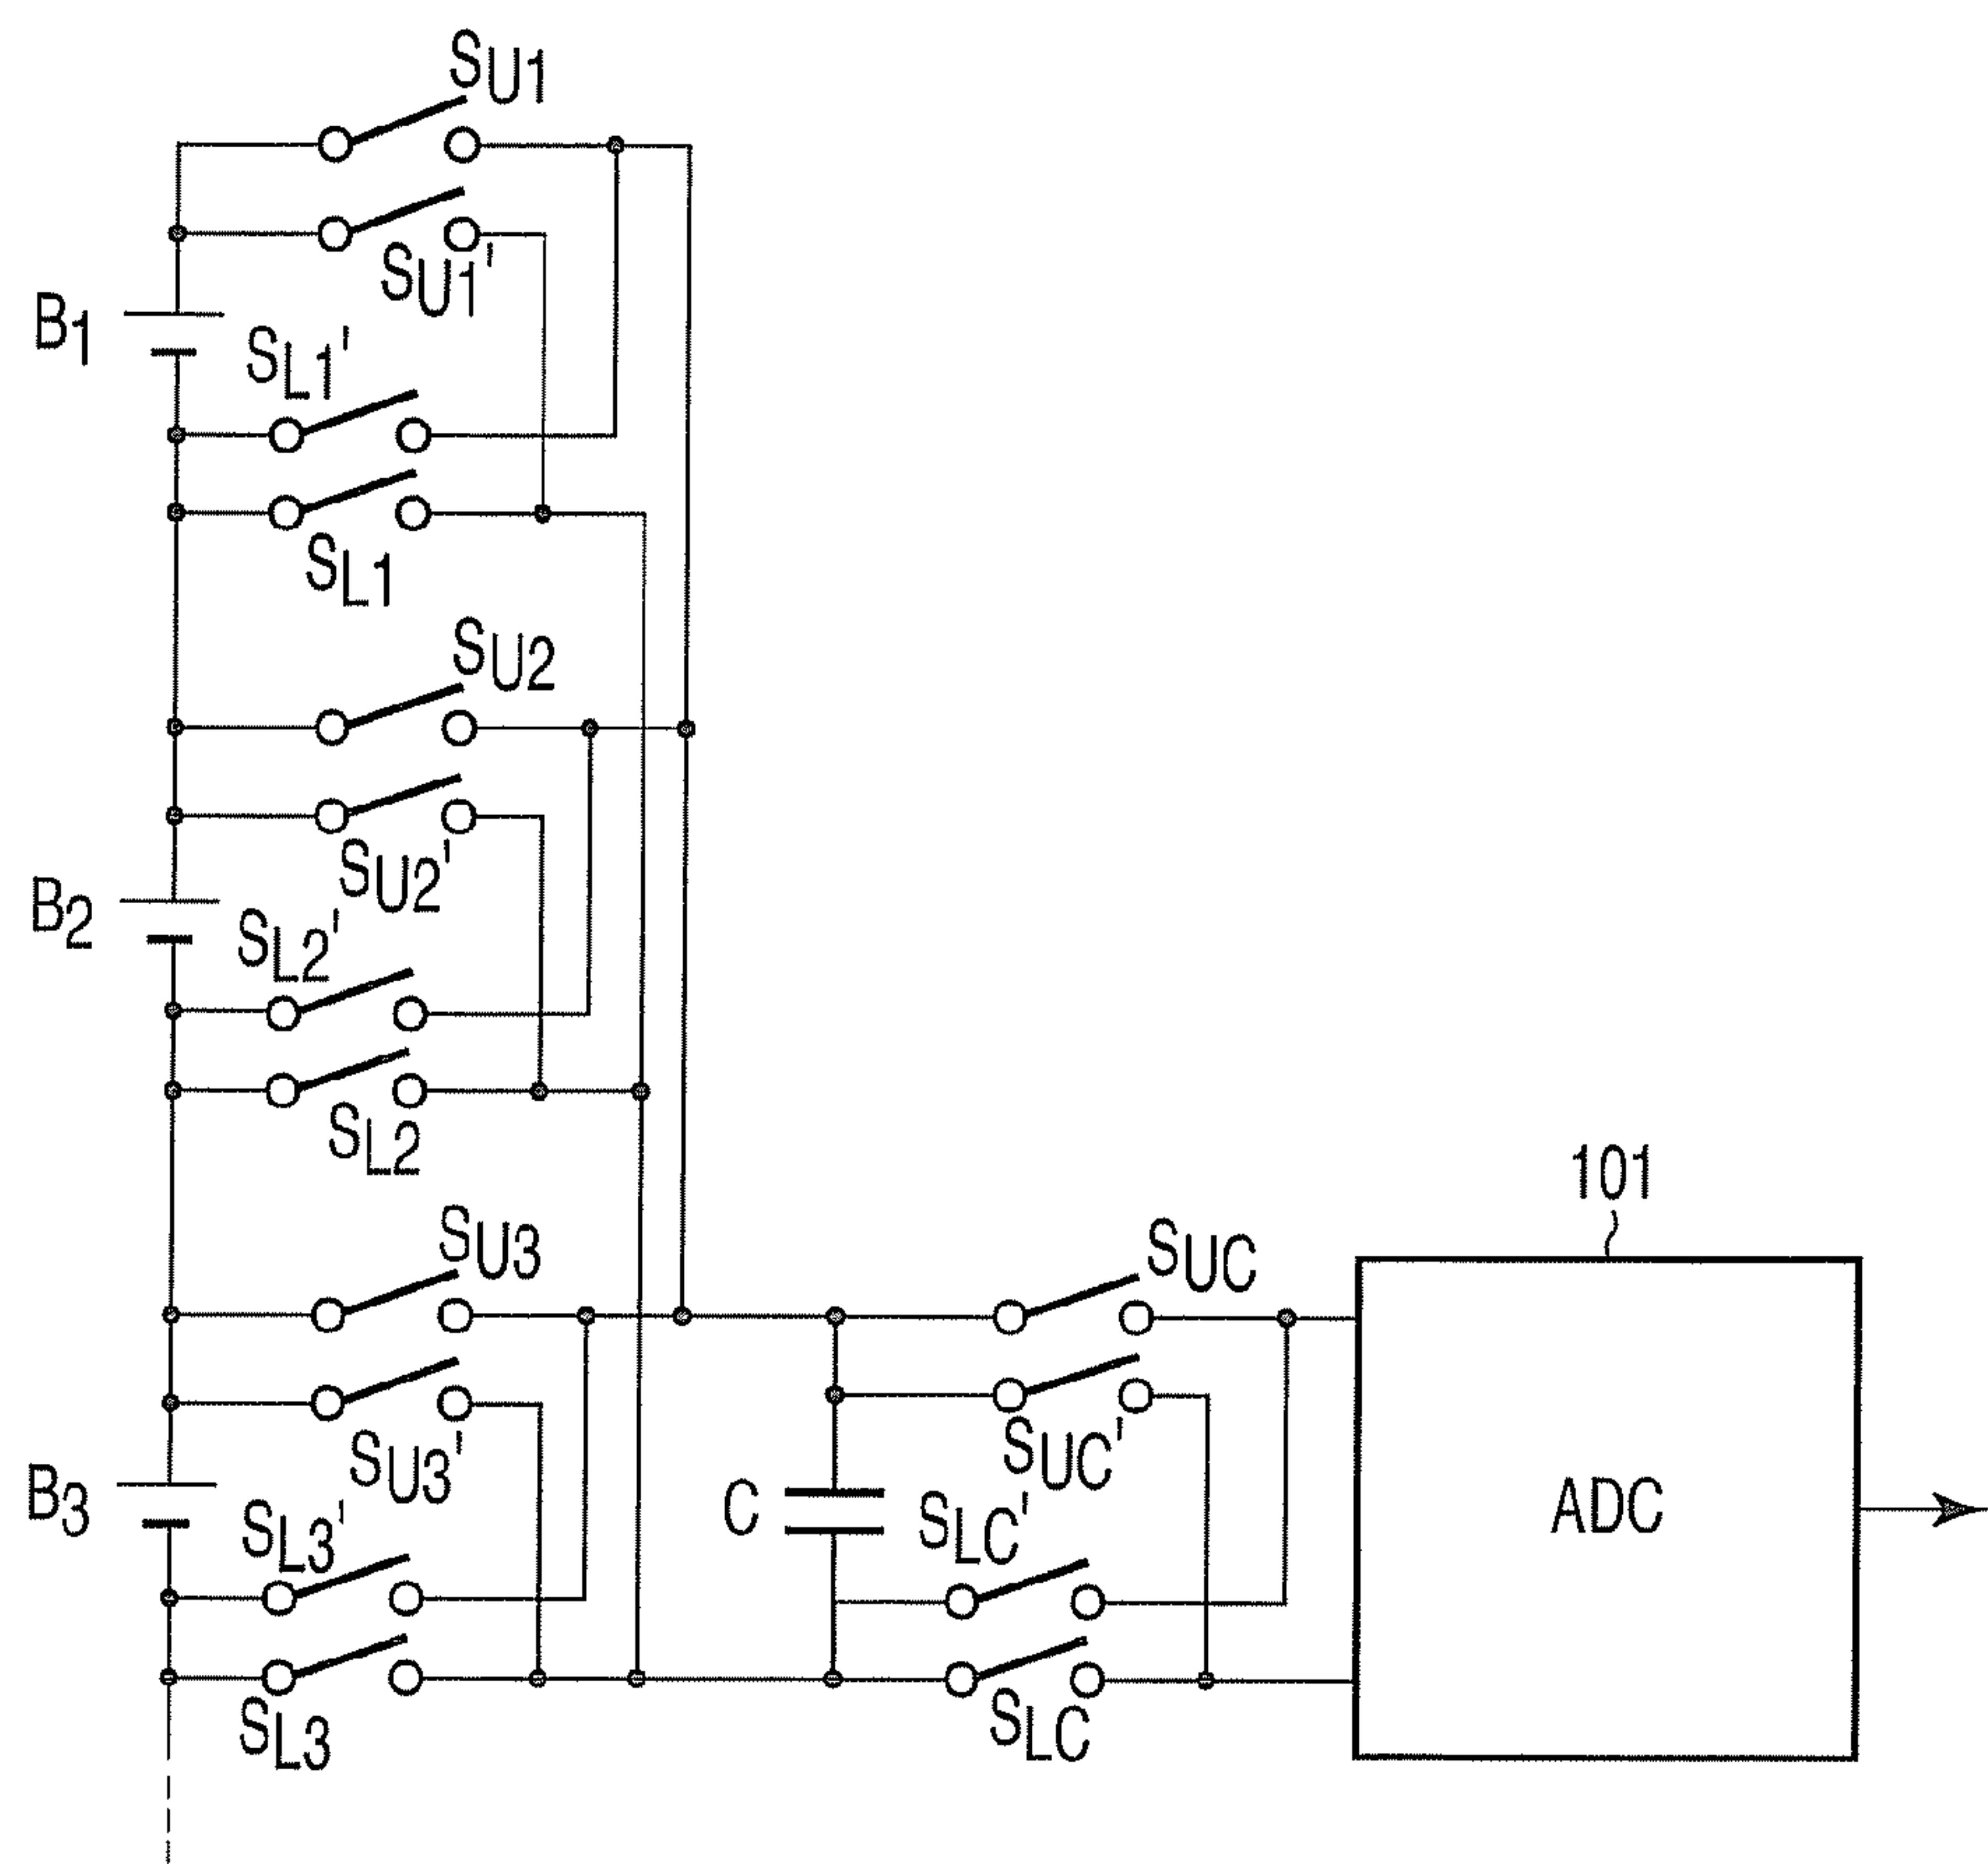 SU1
SU1'
B1
SL1'
SL1
SU2
SU2'
B2
SL2'
SL2
101
SU3
SUC
SU3'
SUC'
B3
SL3'
C
SLC'
ADC
SL3
SLC